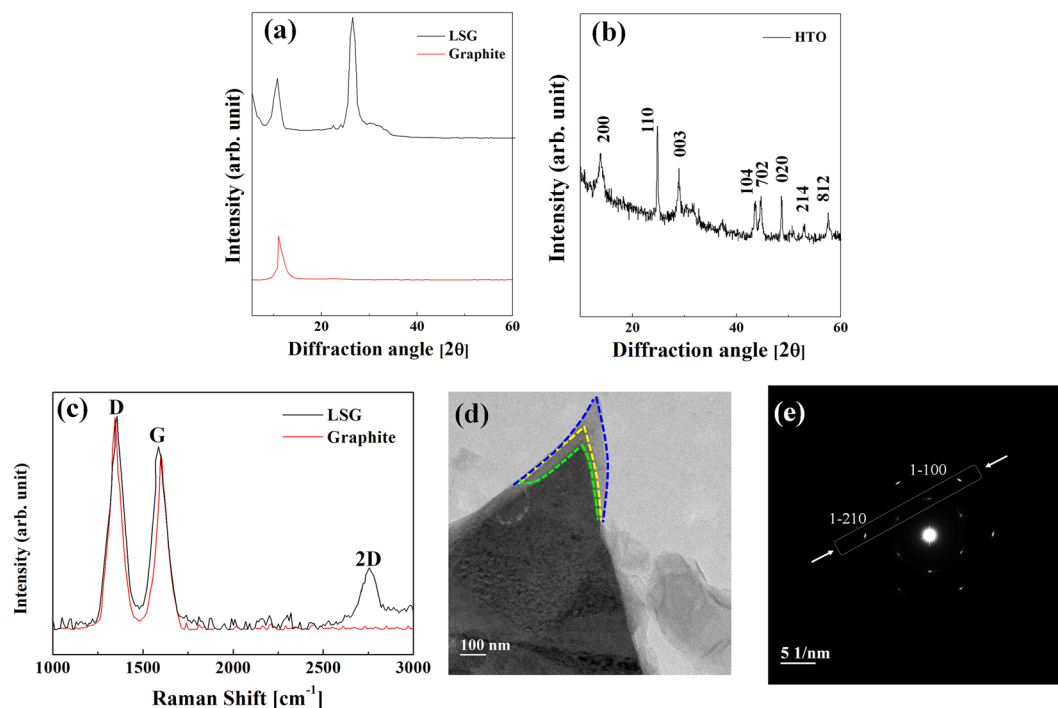 (a)
LSG
Graphite
Intensity (arb. unit)
20
40
60
Diffraction angle [2θ]
(b)
HTO
200
110
003
104
702
020
214
812
Intensity (arb. unit)
20
40
60
Diffraction angle [2θ]
(c)
D
G
2D
LSG
Graphite
Intensity (arb. unit)
1000
1500
2000
2500
3000
Raman Shift [cm⁻¹]
(d)
100 nm
(e)
1-100
1-210
5 1/nm